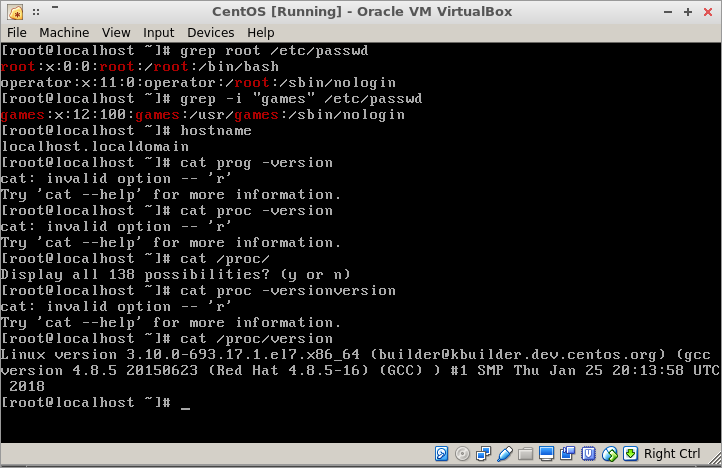 CentOS [Running] - Oracle VM VirtualBox
File Machine View Input Devices Help
[root@localhost ~]# grep root /etc/passwd
root:x:0:0:root:/root:/bin/bash
operator:x:11:0:operator:/root:/sbin/nologin
[root@localhost ~]# grep -i "games" /etc/passwd
games:x:12:100:games:/usr/games:/sbin/nologin
[root@localhost ~]# hostname
localhost.localdomain
[root@localhost ~]# cat prog -version
cat: invalid option -- 'r'
Try 'cat --help' for more information.
[root@localhost ~]# cat proc -version
cat: invalid option -- 'r'
Try 'cat --help' for more information.
[root@localhost ~]# cat /proc/
Display all 138 possibilities? (y or n)
[root@localhost ~]# cat proc -versionversion
cat: invalid option -- 'r'
Try 'cat --help' for more information.
[root@localhost ~]# cat /proc/version
Linux version 3.10.0-693.17.1.el7.x86_64 (builder@kbuilder.dev.centos.org) (gcc
version 4.8.5 20150623 (Red Hat 4.8.5-16) (GCC) ) #1 SMP Thu Jan 25 20:13:58 UTC
 2018
[root@localhost ~]# _
Right Ctrl